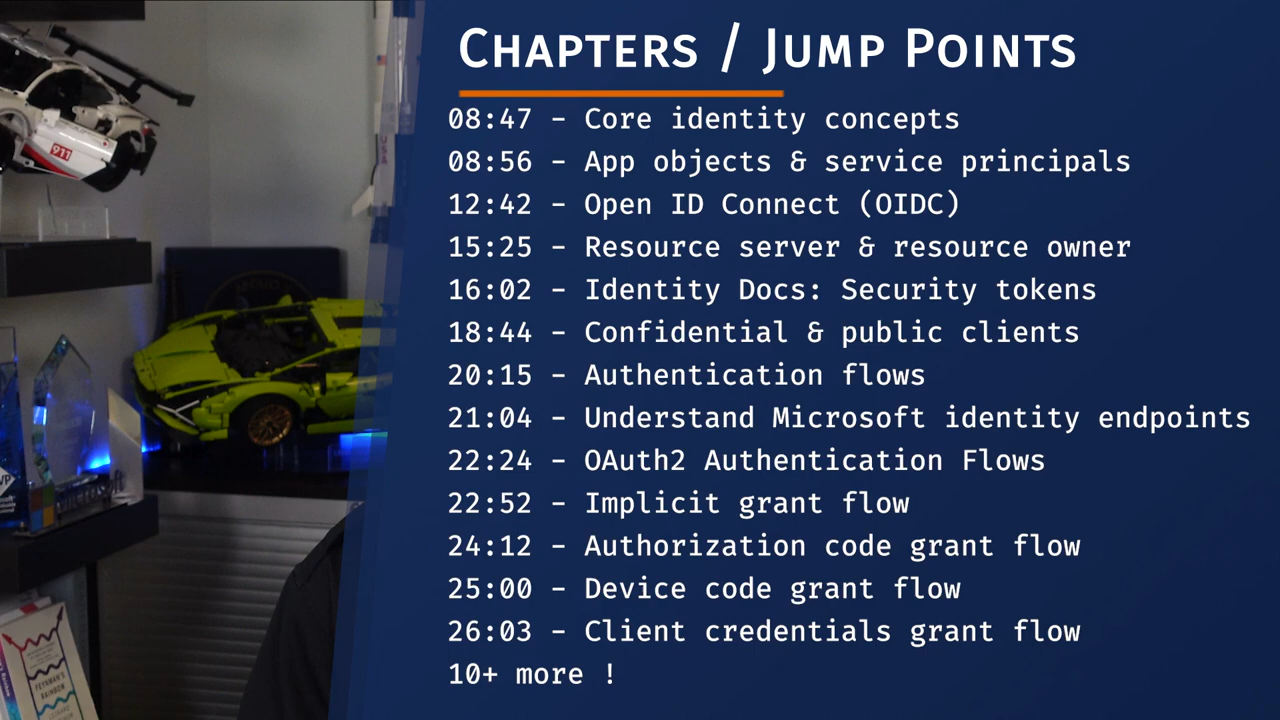 CHAPTERS / JUMP POINTS
08:47 – Core identity concepts
08:56 – App objects & service principals
12:42 – Open ID Connect (OIDC)
15:25 – Resource server & resource owner
16:02 – Identity Docs: Security tokens
18:44 – Confidential & public clients
20:15 – Authentication flows
21:04 – Understand Microsoft identity endpoints
22:24 – OAuth2 Authentication Flows
22:52 – Implicit grant flow
24:12 – Authorization code grant flow
25:00 – Device code grant flow
26:03 – Client credentials grant flow
10+ more !
911
Microsoft
FEYNMAN'S
RAINBOW